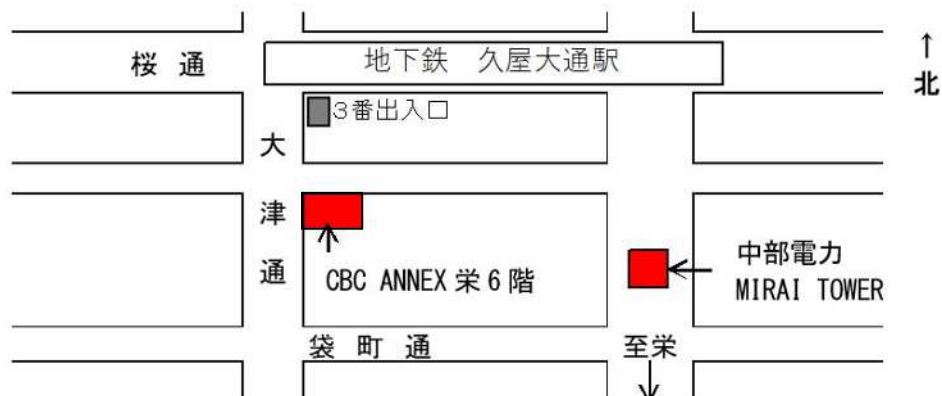 桜 通
地下鉄 久屋大通駅
↑
北
3番出入口
大
津
通
CBC ANNEX 栄6階
中部電力
MIRAI TOWER
袋 町 通
至栄